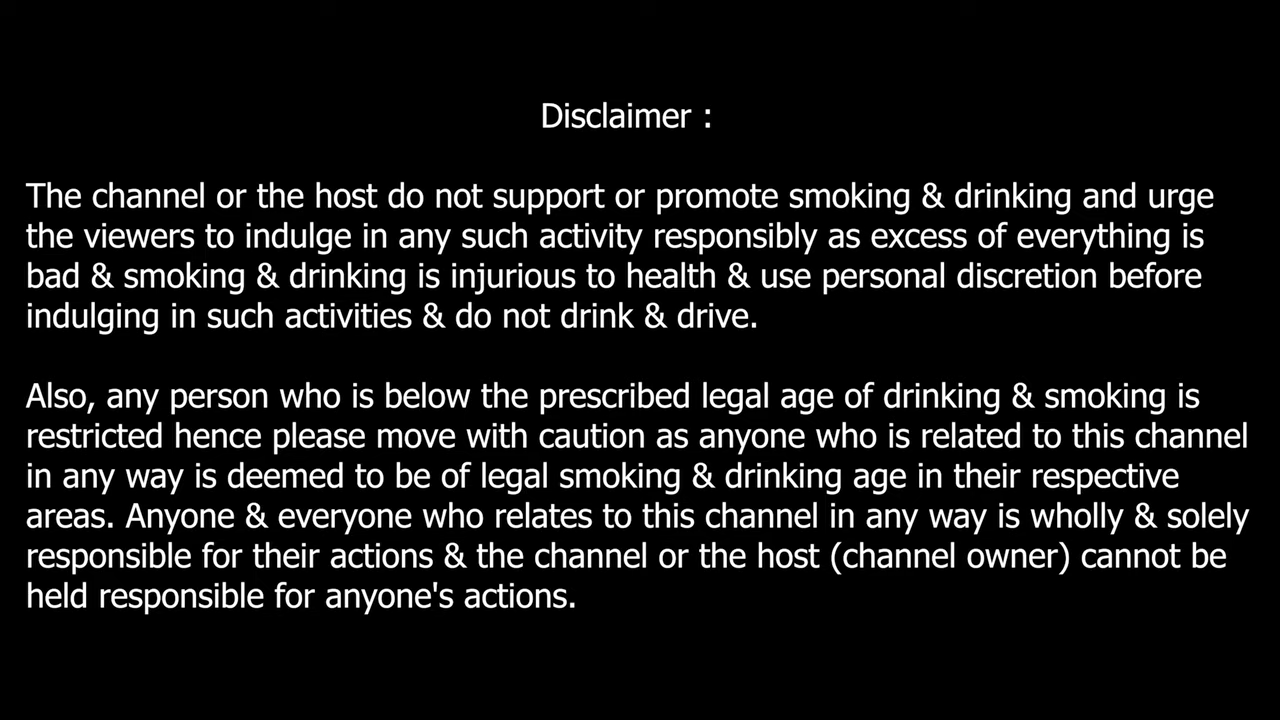 Disclaimer :
The channel or the host do not support or promote smoking & drinking and urge
the viewers to indulge in any such activity responsibly as excess of everything is
bad & smoking & drinking is injurious to health & use personal discretion before
indulging in such activities & do not drink & drive.
Also, any person who is below the prescribed legal age of drinking & smoking is
restricted hence please move with caution as anyone who is related to this channel
in any way is deemed to be of legal smoking & drinking age in their respective
areas. Anyone & everyone who relates to this channel in any way is wholly & solely
responsible for their actions & the channel or the host (channel owner) cannot be
held responsible for anyone's actions.